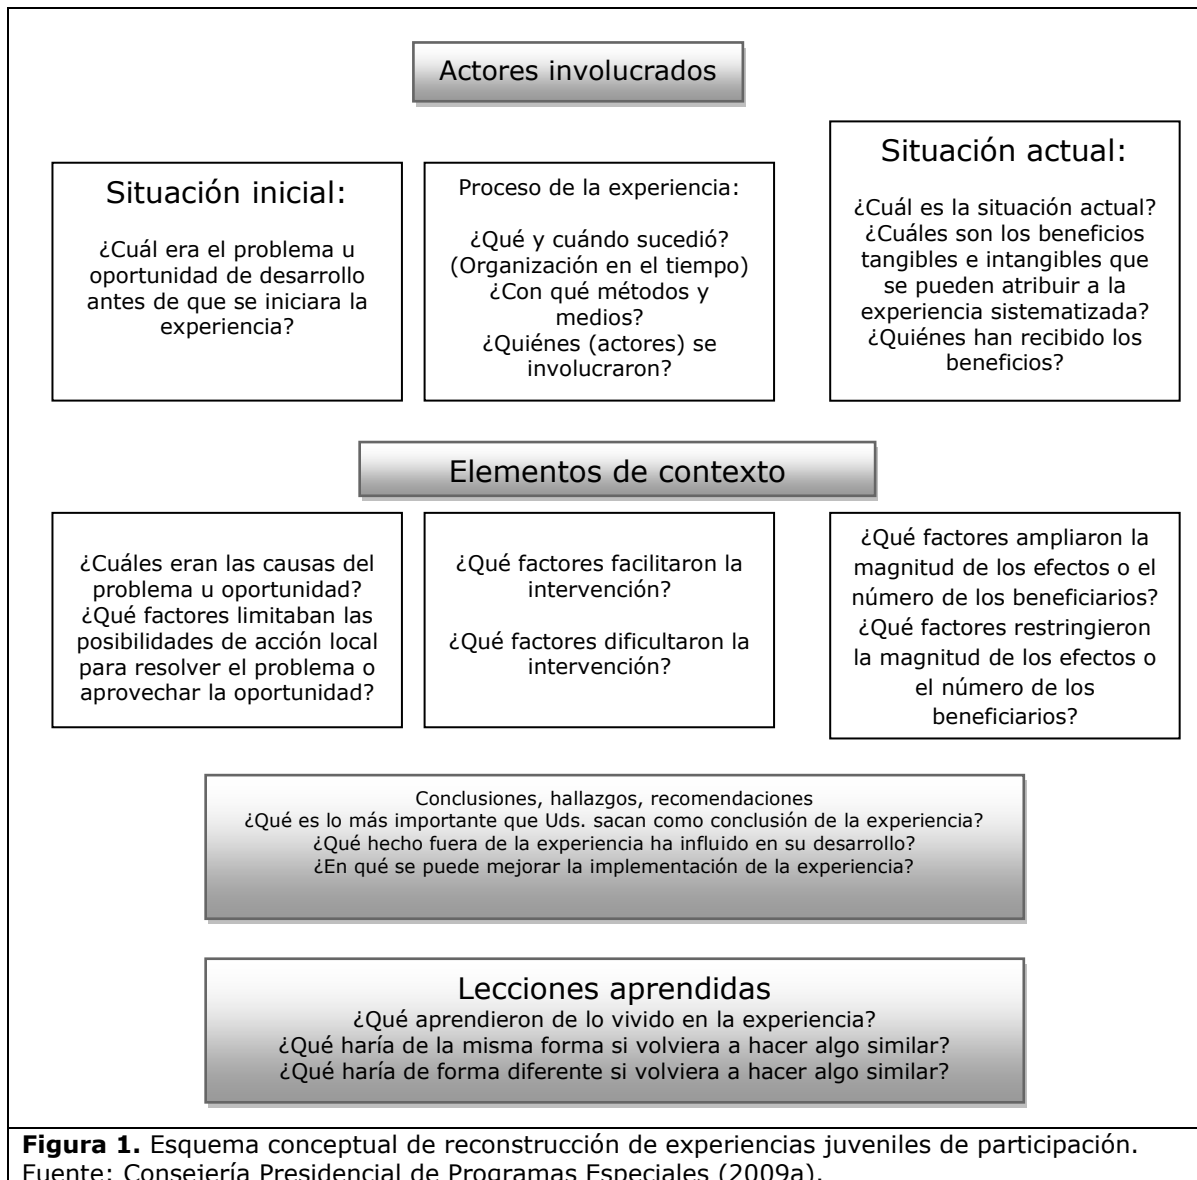 Actores involucrados
Situación inicial:
¿Cuál era el problema u
oportunidad de desarrollo
antes de que se iniciara la
experiencia?
Proceso de la experiencia:
¿Qué y cuándo sucedió?
(Organización en el tiempo)
¿Con qué métodos y
medios?
¿Quiénes (actores) se
involucraron?
Situación actual:
¿Cuál es la situación actual?
¿Cuáles son los beneficios
tangibles e intangibles que
se pueden atribuir a la
experiencia sistematizada?
¿Quiénes han recibido los
beneficios?
Elementos de contexto
¿Cuáles eran las causas del
problema u oportunidad?
¿Qué factores limitaban las
posibilidades de acción local
para resolver el problema o
aprovechar la oportunidad?
¿Qué factores facilitaron la
intervención?
¿Qué factores dificultaron la
intervención?
¿Qué factores ampliaron la
magnitud de los efectos o el
número de los beneficiarios?
¿Qué factores restringieron
la magnitud de los efectos o
el número de los
beneficiarios?
Conclusiones, hallazgos, recomendaciones
¿Qué es lo más importante que Uds. sacan como conclusión de la experiencia?
¿Qué hecho fuera de la experiencia ha influido en su desarrollo?
¿En qué se puede mejorar la implementación de la experiencia?
Lecciones aprendidas
¿Qué aprendieron de lo vivido en la experiencia?
¿Qué haría de la misma forma si volviera a hacer algo similar?
¿Qué haría de forma diferente si volviera a hacer algo similar?
Figura 1. Esquema conceptual de reconstrucción de experiencias juveniles de participación.
Fuente: Consejería Presidencial de Programas Especiales (2009a).